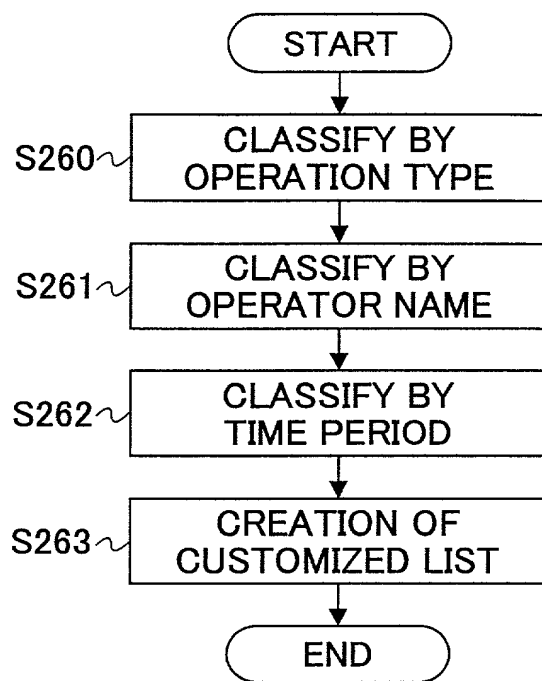 START
S260
CLASSIFY BY
OPERATION TYPE
S261
CLASSIFY BY
OPERATOR NAME
S262
CLASSIFY BY
TIME PERIOD
S263
CREATION OF
CUSTOMIZED LIST
END